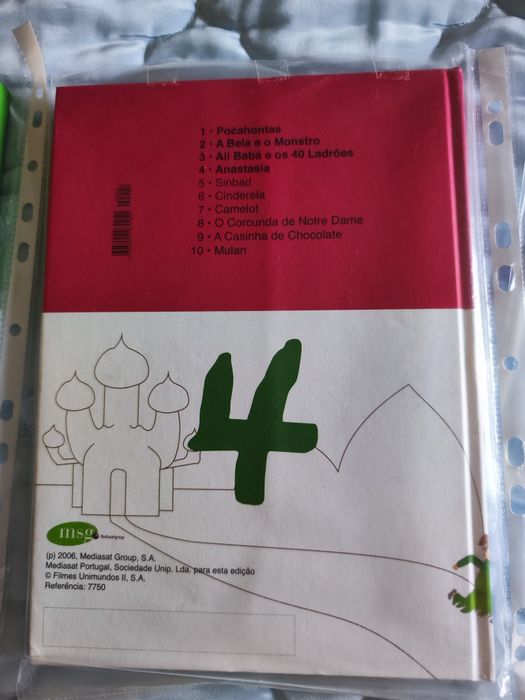 1 • Pocahontas
2 • A Bela e o Monstro
3 • Ali Babá e os 40 Ladrões
4 • Anastasia
5 • Sinbad
6 • Cinderela
7 • Camelot
8 • O Corcunda de Notre Dame
9 • A Casinha de Chocolate
10 • Mulan
4
msg
(p) 2006, Mediasat Group, S.A.
Mediasat Portugal, Sociedade Unip. Lda. para esta edição
© Filmes Unimundos II, S.A.
Referência: 7750